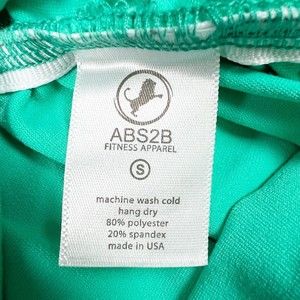 ABS2B
FITNESS APPAREL
S
machine wash cold
hang dry
80% polyester
20% spandex
made in USA